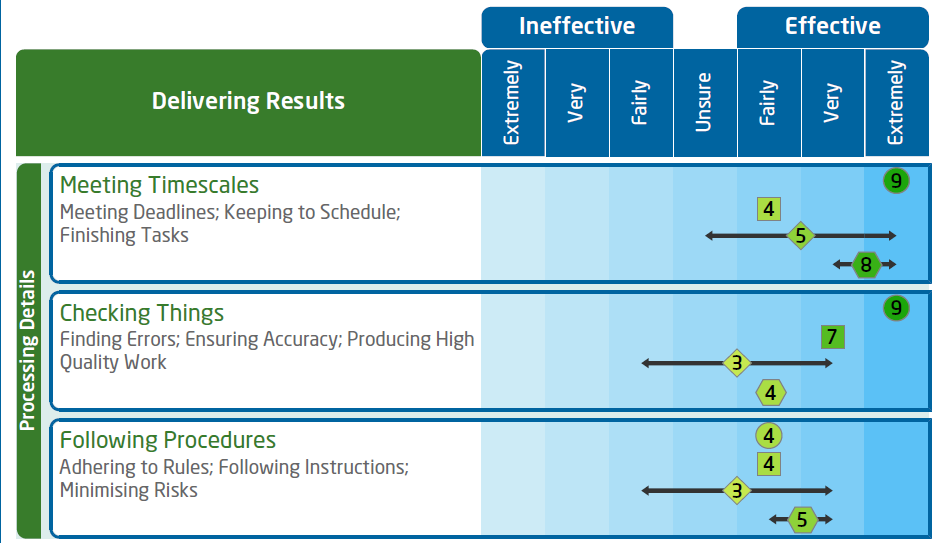 Ineffective
Effective
Delivering Results
Extremely
Very
Fairly
Unsure
Fairly
Very
Extremely
Processing Details
Meeting Timescales
Meeting Deadlines; Keeping to Schedule;
Finishing Tasks
9
4
5
8
Checking Things
Finding Errors; Ensuring Accuracy; Producing High
Quality Work
9
7
3
4
Following Procedures
Adhering to Rules; Following Instructions;
Minimising Risks
4
4
3
5